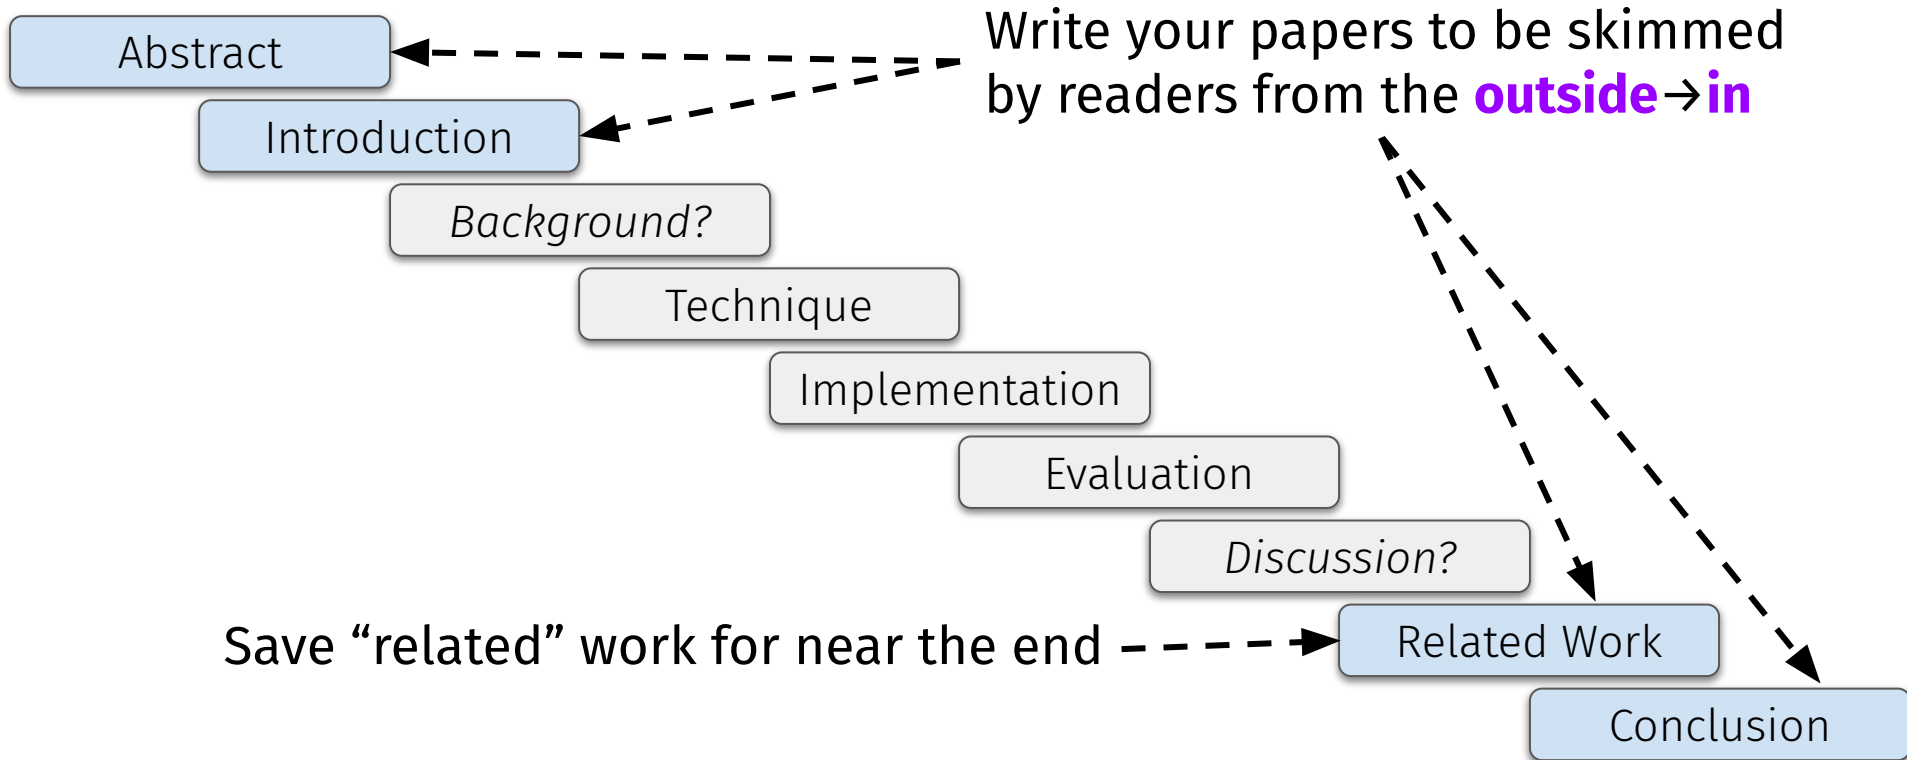 Abstract
Write your papers to be skimmed
by readers from the outside→in
Introduction
Background?
Technique
Implementation
Evaluation
Discussion?
Save “related” work for near the end
Related Work
Conclusion